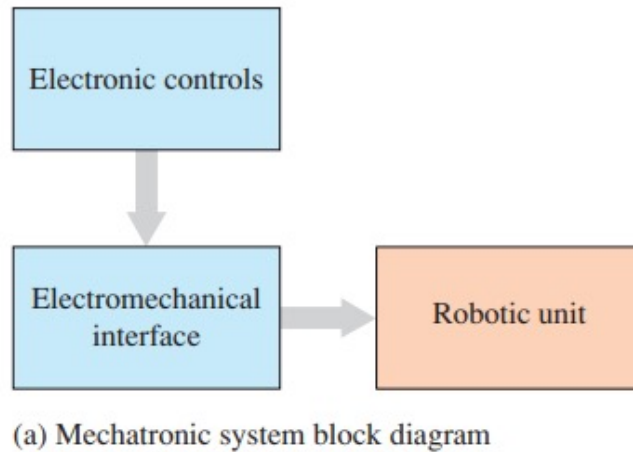 Electronic controls
Electromechanical
interface
Robotic unit
(a) Mechatronic system block diagram